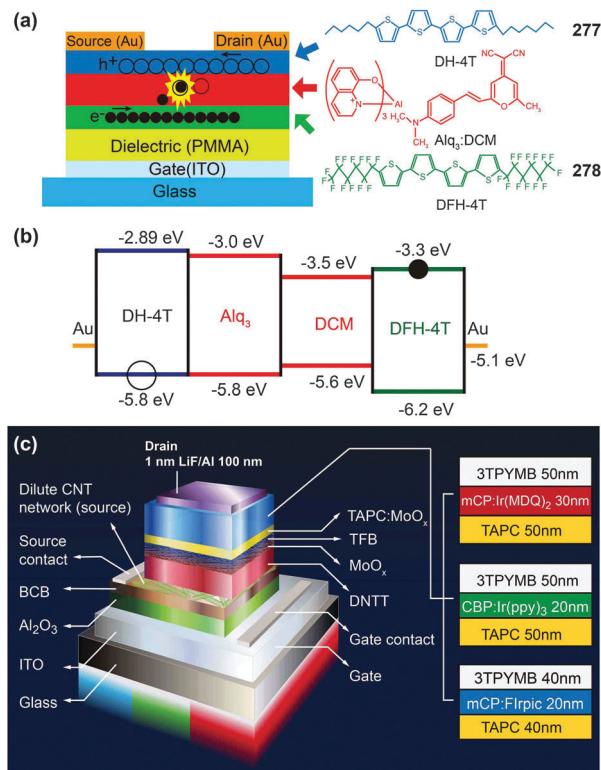 (a)
Source (Au)
Drain (Au)
h+
e-
Dielectric (PMMA)
Gate(ITO)
Glass
S
S
S
S
277
DH-4T
O
N
+
Al
3
H₃C
N
CH₃
NC
CN
O
Me
Alq₃:DCM
F F F F F F
F F F F F F
F
S
S
S
S
F F F F F F
F F F F F F
F
278
DFH-4T
(b)
-2.89 eV
-3.0 eV
-3.5 eV
-3.3 eV
Au
DH-4T
Alq₃
DCM
DFH-4T
Au
-5.1 eV
-5.8 eV
-5.8 eV
-5.6 eV
-6.2 eV
(c)
Drain
1 nm LiF/Al 100 nm
Dilute CNT
network (source)
Source
contact
BCB
Al₂O₃
ITO
Glass
TAPC:MoOₓ
TFB
MoOₓ
DNTT
Gate contact
Gate
3TPYMB 50nm
mCP:Ir(MDQ)₂ 30nm
TAPC 50nm
3TPYMB 50nm
CBP:Ir(ppy)₃ 20nm
TAPC 50nm
3TPYMB 40nm
mCP:FIrpic 20nm
TAPC 40nm